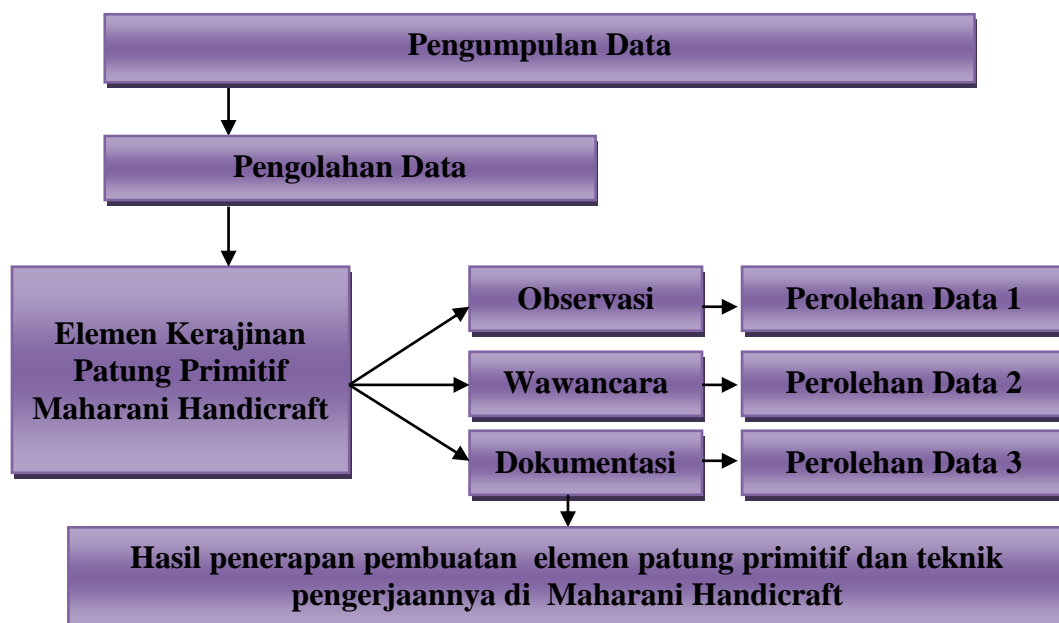 Pengumpulan Data
Pengolahan Data
Elemen Kerajinan
Patung Primitif
Maharani Handicraft
Observasi
Perolehan Data 1
Wawancara
Perolehan Data 2
Dokumentasi
Perolehan Data 3
Hasil penerapan pembuatan elemen patung primitif dan teknik
pengerjaannya di Maharani Handicraft